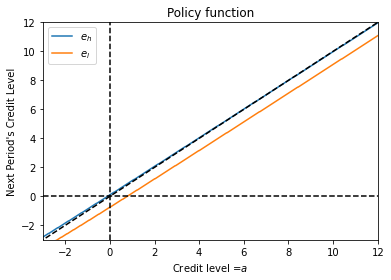 Policy function
e_h
e_l
Next Period's Credit Level
12
10
8
6
4
2
0
−2
−2 0 2 4 6 8 10 12
Credit level =a